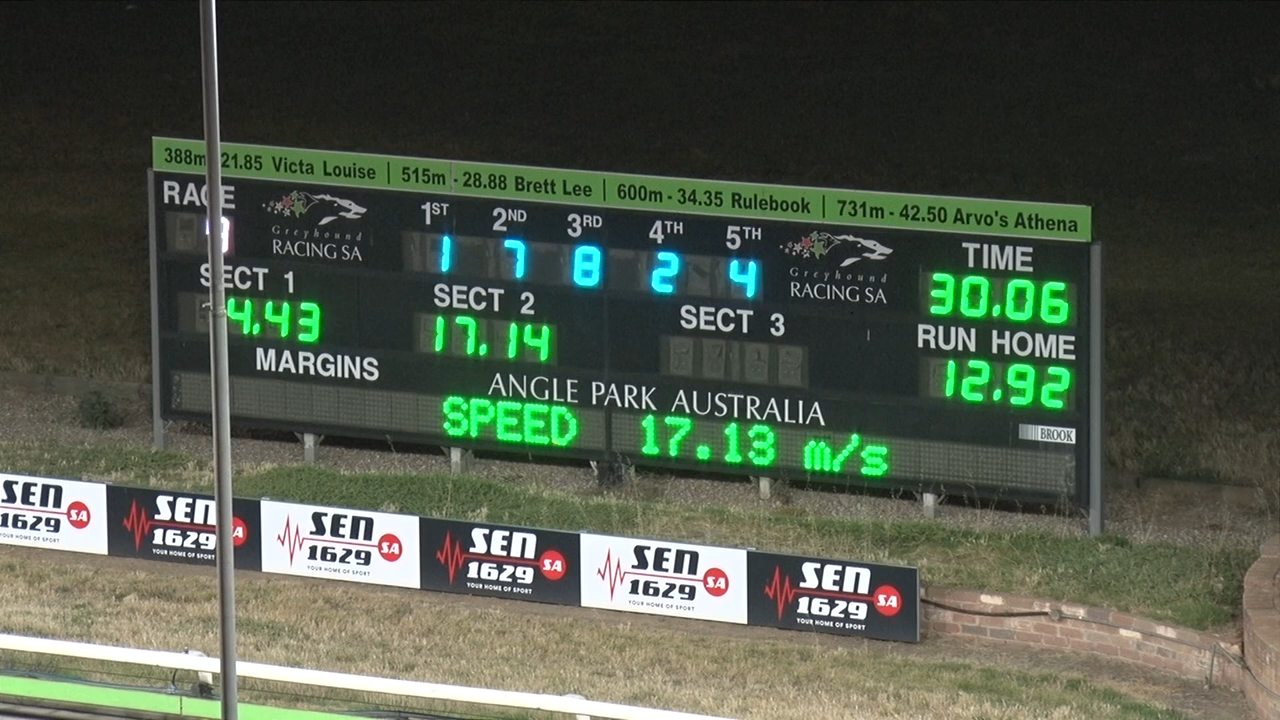 388m 21.85 Victa Louise | 515m - 28.88 Brett Lee | 600m - 34.35 Rulebook | 731m - 42.50 Arvo's Athena
RACE
Greyhound
RACING SA
1ST 2ND 3RD 4TH 5TH
1 7 8 2 4
Greyhound
RACING SA
TIME
30.06
SECT 1
4.43
SECT 2
17.14
SECT 3
RUN HOME
12.92
MARGINS
ANGLE PARK AUSTRALIA
SPEED 17.13 m/s
BROOK
SEN
1629 SA
YOUR HOME OF SPORT
SEN
1629
YOUR HOME OF SPORT
SEN
1629 SA
YOUR HOME OF SPORT
SEN
1629 SA
YOUR HOME OF SPORT
SEN
1629 SA
YOUR HOME OF SPORT
SEN
1629 SA
YOUR HOME OF SPORT